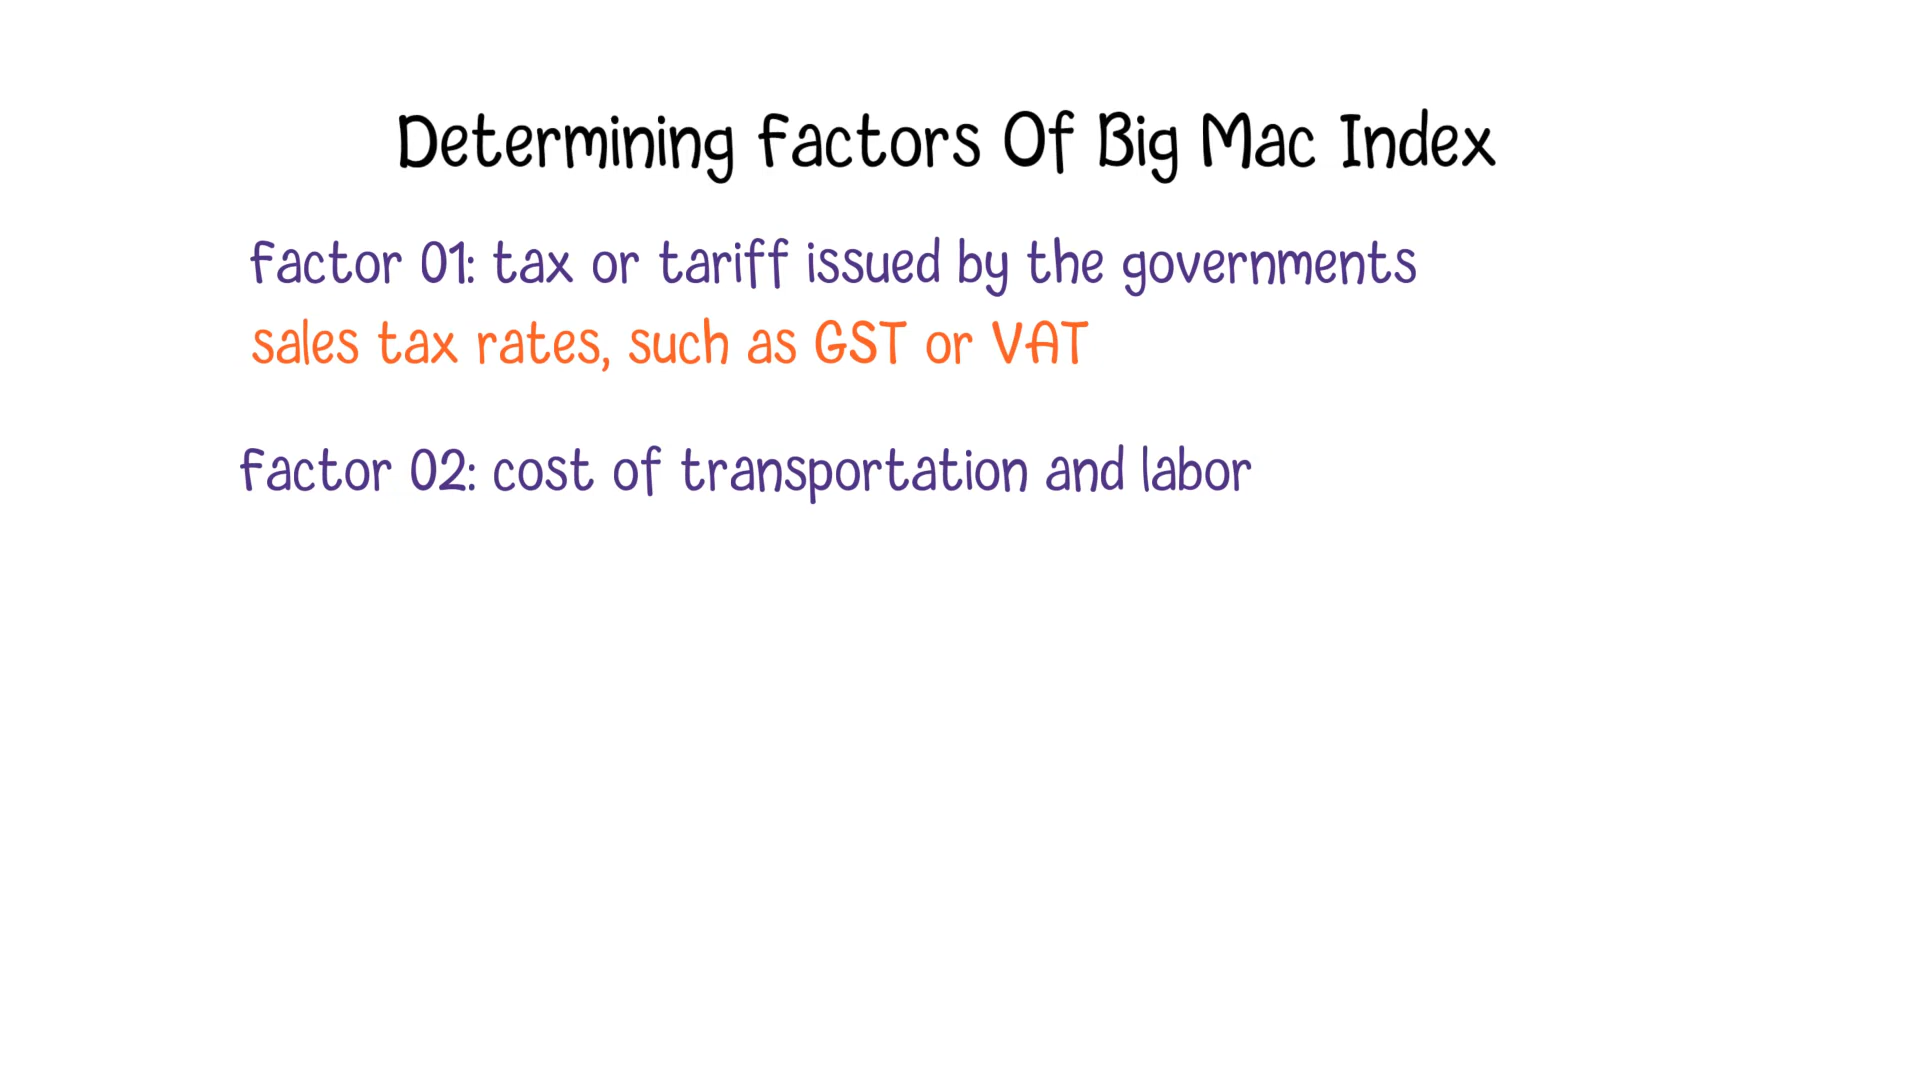 Determining Factors Of Big Mac Index
Factor 01: tax or tariff issued by the governments
sales tax rates, such as GST or VAT
Factor 02: cost of transportation and labor